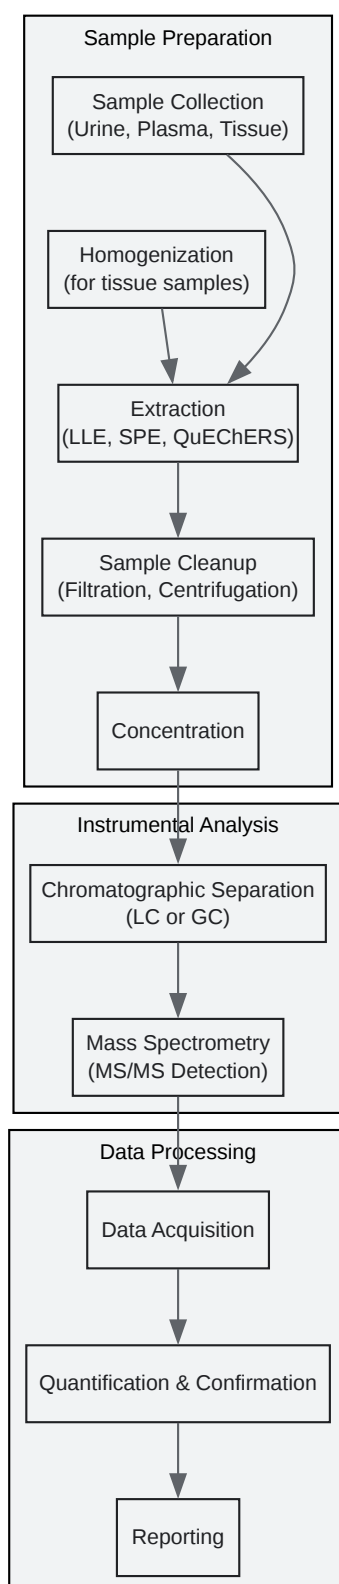 Sample Preparation
Sample Collection
(Urine, Plasma, Tissue)
Homogenization
(for tissue samples)
Extraction
(LLE, SPE, QuEChERS)
Sample Cleanup
(Filtration, Centrifugation)
Concentration
Instrumental Analysis
Chromatographic Separation
(LC or GC)
Mass Spectrometry
(MS/MS Detection)
Data Processing
Data Acquisition
Quantification & Confirmation
Reporting